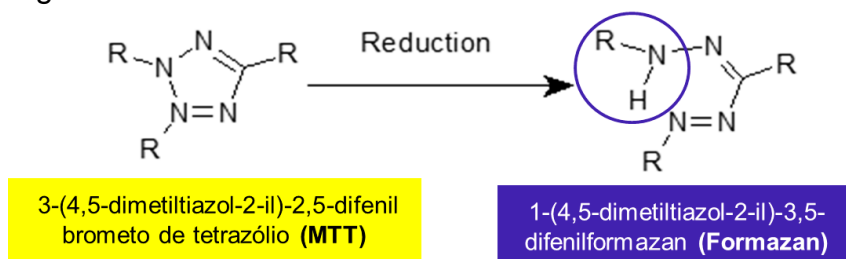 Reduction
R
N
R
N
N=N
R
R
N
N
H
R
N=N
R
3-(4,5-dimetiltiazol-2-il)-2,5-difenil
brometo de tetrazólio (MTT)
1-(4,5-dimetiltiazol-2-il)-3,5-
difenilformazan (Formazan)